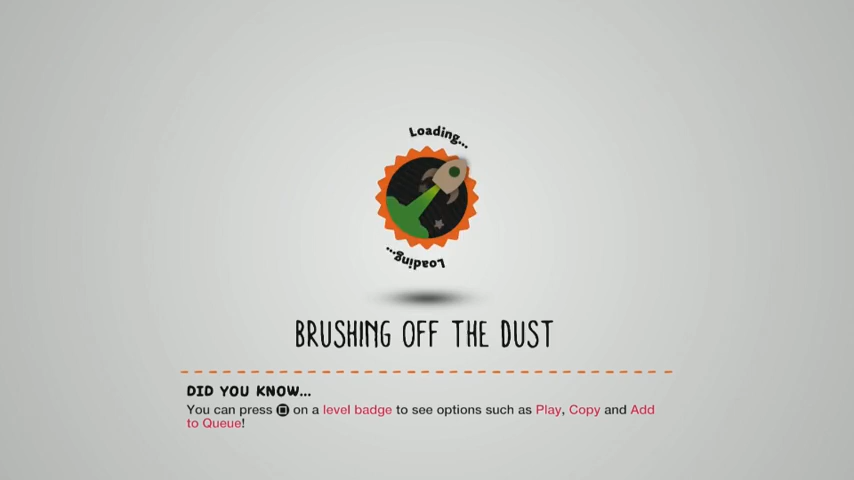 Loading...
Loading...
BRUSHING OFF THE DUST
DID YOU KNOW...
You can press on a level badge to see options such as Play, Copy and Add
to Queue!